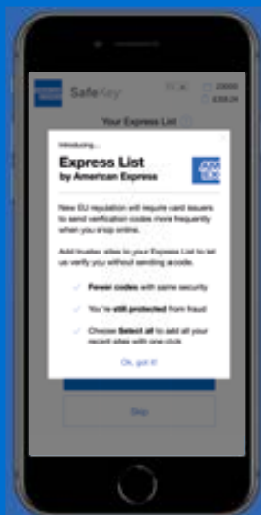 SafeKey
Your Express List
Introducing...
Express List
by American Express
New EU regulation will require card issuers
to send verification codes more frequently
when you shop online.
Add trusted sites to your Express List to let
us verify you without sending a code.
Fewer codes with same security
You're still protected from fraud
Choose Select all to add all your
recent sites with one click
Ok, got it!
Skip